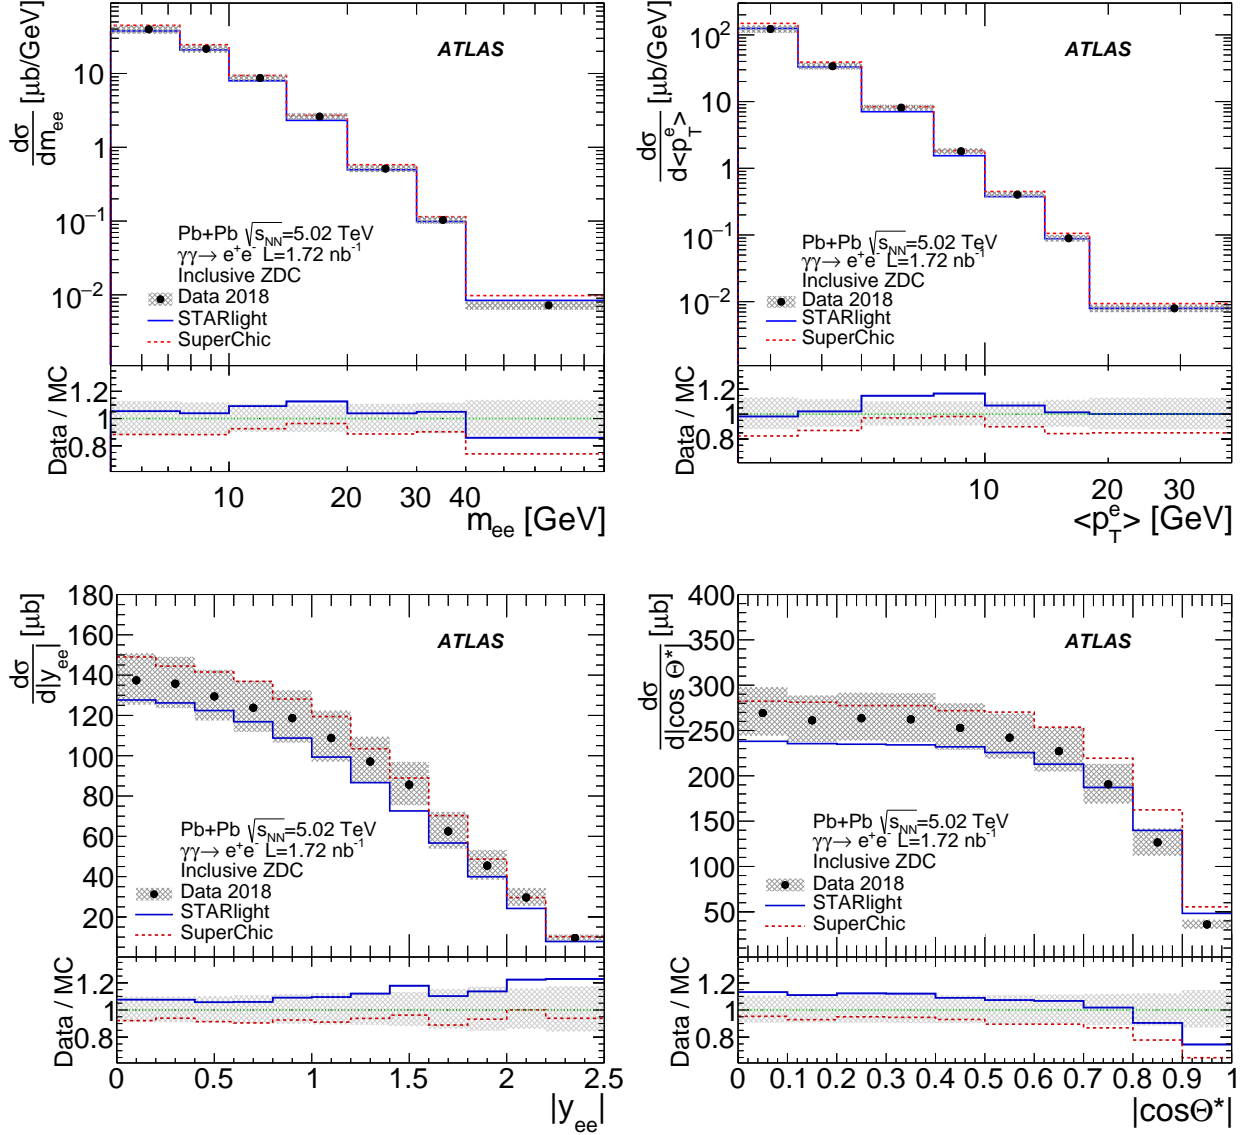 dσ/dm_ee [μb/GeV]
10
1
10⁻¹
10⁻²
ATLAS
Pb+Pb √s_NN=5.02 TeV
γγ→ e⁺e⁻ L=1.72 nb⁻¹
Inclusive ZDC
Data 2018
STARlight
SuperChic
Data / MC
1.2
1
0.8
10 20 30 40
m_ee [GeV]
dσ/d<p_T^e> [μb/GeV]
10²
10
1
10⁻¹
10⁻²
ATLAS
Pb+Pb √s_NN=5.02 TeV
γγ→ e⁺e⁻ L=1.72 nb⁻¹
Inclusive ZDC
Data 2018
STARlight
SuperChic
Data / MC
1.2
1
0.8
10 20 30
<p_T^e> [GeV]
dσ/d|y_ee| [μb]
180
160
140
120
100
80
60
40
20
ATLAS
Pb+Pb √s_NN=5.02 TeV
γγ→ e⁺e⁻ L=1.72 nb⁻¹
Inclusive ZDC
Data 2018
STARlight
SuperChic
Data / MC
1.2
1
0.8
0 0.5 1 1.5 2 2.5
|y_ee|
dσ/d|cos Θ*| [μb]
400
350
300
250
200
150
100
50
ATLAS
Pb+Pb √s_NN=5.02 TeV
γγ→ e⁺e⁻ L=1.72 nb⁻¹
Inclusive ZDC
Data 2018
STARlight
SuperChic
Data / MC
1.2
1
0.8
0 0.1 0.2 0.3 0.4 0.5 0.6 0.7 0.8 0.9 1
|cosΘ*|